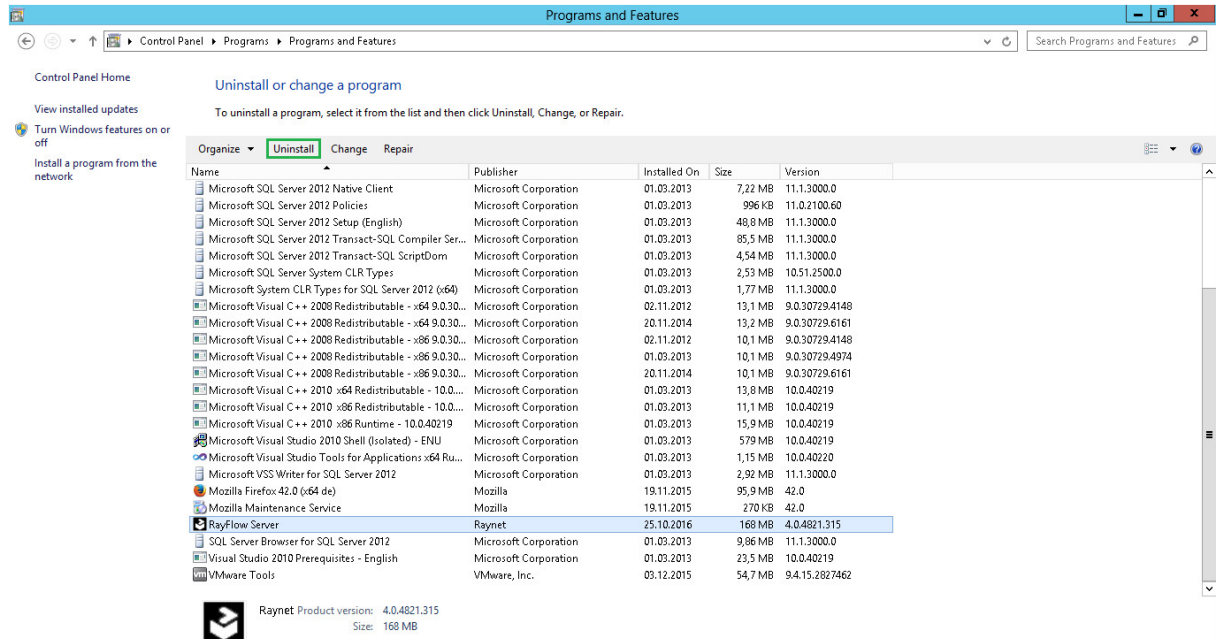 Programs and Features
Control Panel Programs Programs and Features
Search Programs and Features
Control Panel Home
View installed updates
Turn Windows features on or
off
Install a program from the
network
Uninstall or change a program
To uninstall a program, select it from the list and then click Uninstall, Change, or Repair.
Organize Uninstall Change Repair
Name Publisher Installed On Size Version
Microsoft SQL Server 2012 Native Client Microsoft Corporation 01.03.2013 7,22 MB 11.1.3000.0
Microsoft SQL Server 2012 Policies Microsoft Corporation 01.03.2013 996 KB 11.0.2100.60
Microsoft SQL Server 2012 Setup (English) Microsoft Corporation 01.03.2013 48,8 MB 11.1.3000.0
Microsoft SQL Server 2012 Transact-SQL Compiler Ser... Microsoft Corporation 01.03.2013 85,5 MB 11.1.3000.0
Microsoft SQL Server 2012 Transact-SQL ScriptDom Microsoft Corporation 01.03.2013 4,54 MB 11.1.3000.0
Microsoft SQL Server System CLR Types Microsoft Corporation 01.03.2013 2,53 MB 10.51.2500.0
Microsoft System CLR Types for SQL Server 2012 (x64) Microsoft Corporation 01.03.2013 1,77 MB 11.1.3000.0
Microsoft Visual C++ 2008 Redistributable - x64 9.0.30... Microsoft Corporation 02.11.2012 13,1 MB 9.0.30729.4148
Microsoft Visual C++ 2008 Redistributable - x64 9.0.30... Microsoft Corporation 20.11.2014 13,2 MB 9.0.30729.6161
Microsoft Visual C++ 2008 Redistributable - x86 9.0.30... Microsoft Corporation 02.11.2012 10,1 MB 9.0.30729.4148
Microsoft Visual C++ 2008 Redistributable - x86 9.0.30... Microsoft Corporation 01.03.2013 10,1 MB 9.0.30729.4974
Microsoft Visual C++ 2008 Redistributable - x86 9.0.30... Microsoft Corporation 20.11.2014 10,1 MB 9.0.30729.6161
Microsoft Visual C++ 2010 x64 Redistributable - 10.0.... Microsoft Corporation 01.03.2013 13,8 MB 10.0.40219
Microsoft Visual C++ 2010 x86 Redistributable - 10.0.... Microsoft Corporation 01.03.2013 11,1 MB 10.0.40219
Microsoft Visual C++ 2010 x86 Runtime - 10.0.40219 Microsoft Corporation 01.03.2013 15,9 MB 10.0.40219
Microsoft Visual Studio 2010 Shell (Isolated) - ENU Microsoft Corporation 01.03.2013 579 MB 10.0.40219
Microsoft Visual Studio Tools for Applications x64 Ru... Microsoft Corporation 01.03.2013 1,15 MB 10.0.40220
Microsoft VSS Writer for SQL Server 2012 Microsoft Corporation 01.03.2013 2,92 MB 11.1.3000.0
Mozilla Firefox 42.0 (x64 de) Mozilla 19.11.2015 95,9 MB 42.0
Mozilla Maintenance Service Mozilla 19.11.2015 270 KB 42.0
RayFlow Server Raynet 25.10.2016 168 MB 4.0.4821.315
SQL Server Browser for SQL Server 2012 Microsoft Corporation 01.03.2013 9,86 MB 11.1.3000.0
Visual Studio 2010 Prerequisites - English Microsoft Corporation 01.03.2013 23,5 MB 10.0.40219
vm VMware Tools VMware, Inc. 03.12.2015 54,7 MB 9.4.15.2827462
Raynet Product version: 4.0.4821.315
Size: 168 MB